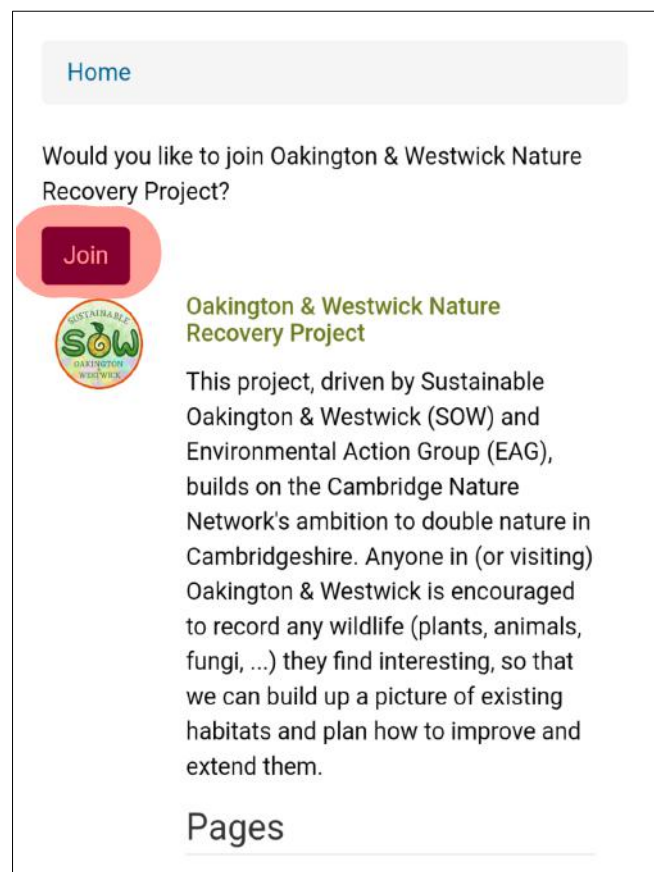 Home
Would you like to join Oakington & Westwick Nature
Recovery Project?
Join
SUSTAINABLE
SOW
OAKINGTON
&
WESTWICK
Oakington & Westwick Nature
Recovery Project
This project, driven by Sustainable
Oakington & Westwick (SOW) and
Environmental Action Group (EAG),
builds on the Cambridge Nature
Network's ambition to double nature in
Cambridgeshire. Anyone in (or visiting)
Oakington & Westwick is encouraged
to record any wildlife (plants, animals,
fungi, ...) they find interesting, so that
we can build up a picture of existing
habitats and plan how to improve and
extend them.
Pages